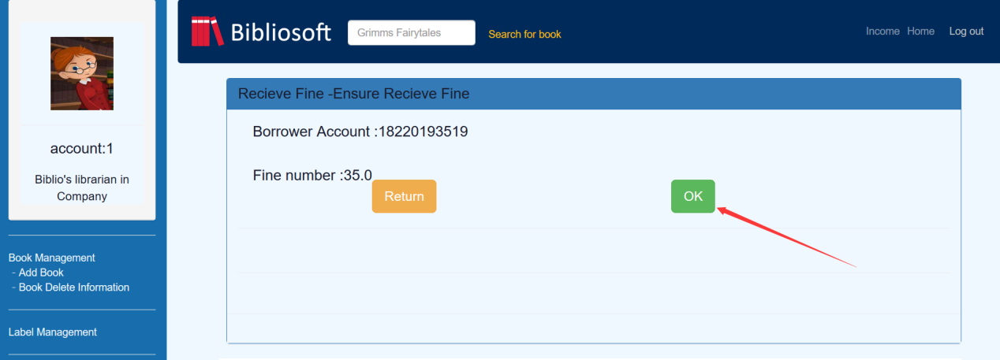 Bibliosoft
Grimms Fairytales
Search for book
Income Home Log out
account:1
Biblio's librarian in
Company
Book Management
- Add Book
- Book Delete Information
Label Management
Recieve Fine -Ensure Recieve Fine
Borrower Account :18220193519
Fine number :35.0
Return
OK